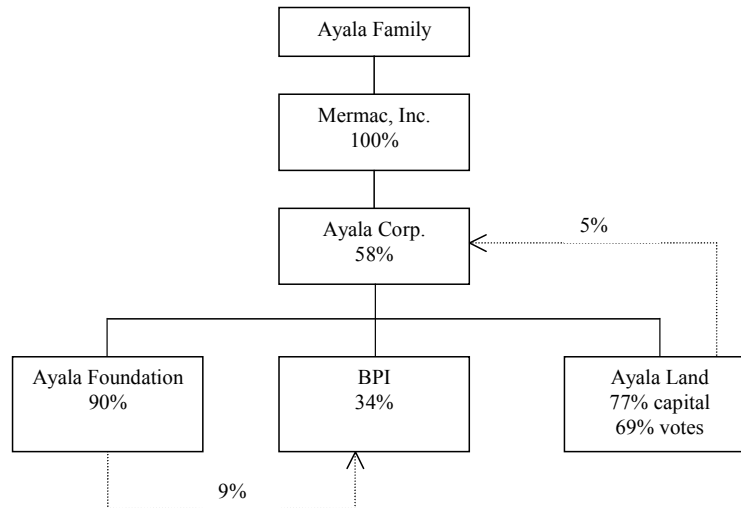 Ayala Family
Mermac, Inc.
100%
Ayala Corp.
58%
5%
Ayala Foundation
90%
BPI
34%
Ayala Land
77% capital
69% votes
9%